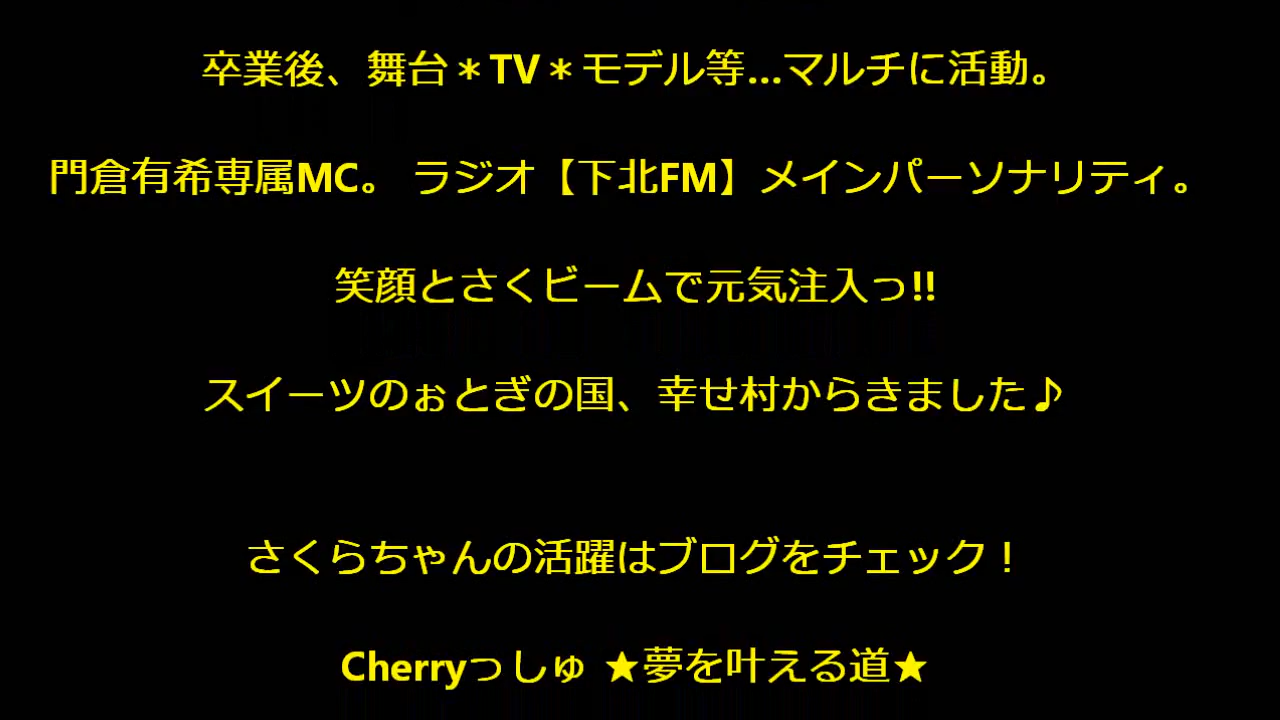 卒業後、舞台＊TV＊モデル等...マルチに活動。
門倉有希専属MC。 ラジオ【下北FM】メインパーソナリティ。
笑顔とさくビームで元気注入っ!!
スイーツのぉとぎの国、幸せ村からきました♪
さくらちゃんの活躍はブログをチェック！
Cherryっしゅ ★夢を叶える道★